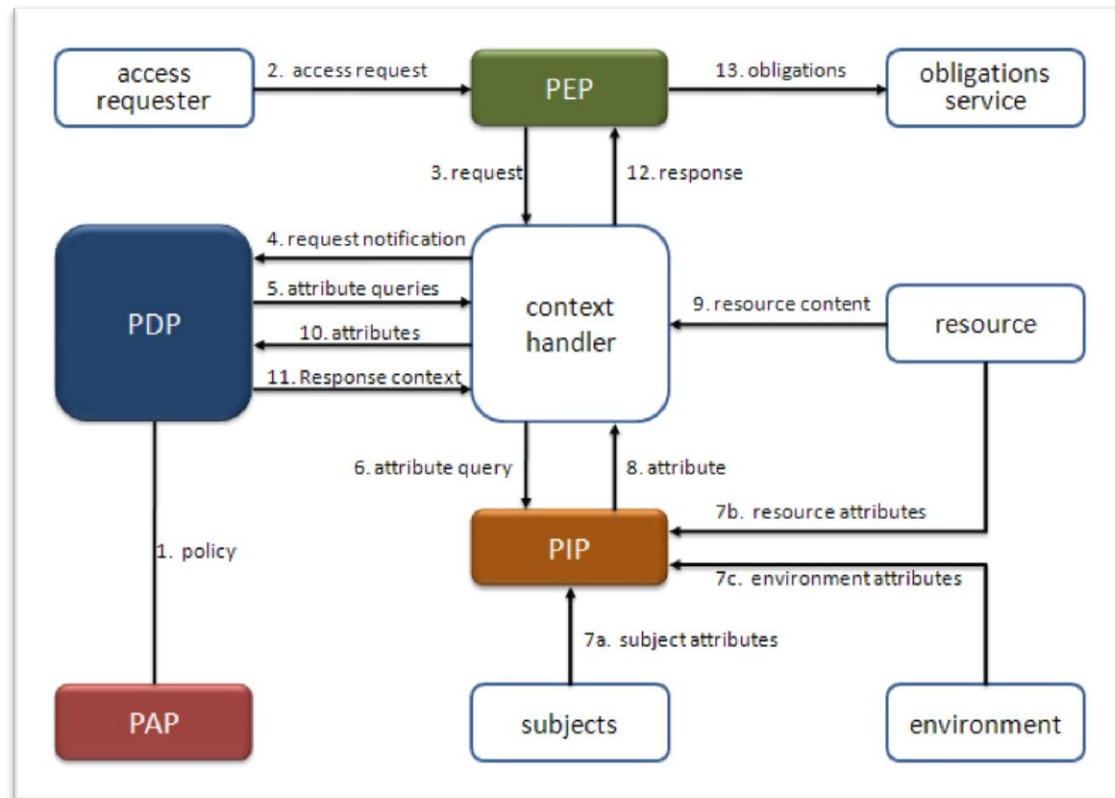 access
requester
2. access request
PEP
13. obligations
obligations
service
3. request
12. response
PDP
4. request notification
5. attribute queries
10. attributes
11. Response context
context
handler
9. resource content
resource
6. attribute query
8. attribute
1. policy
PIP
7b. resource attributes
7c. environment attributes
7a. subject attributes
PAP
subjects
environment